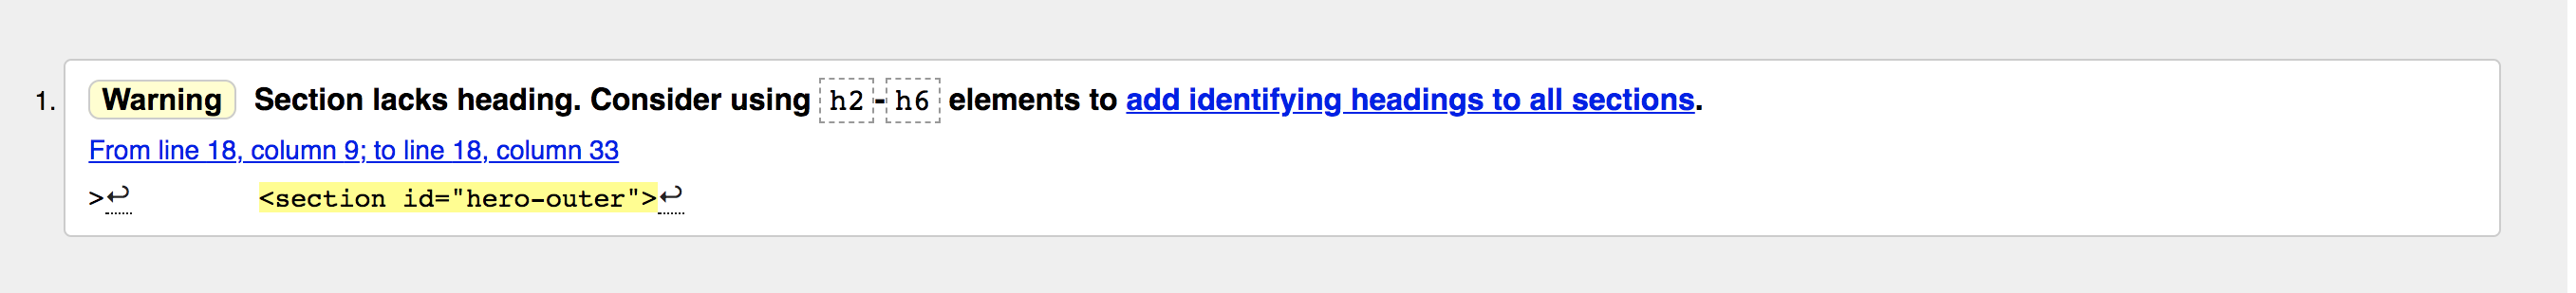 1. Warning Section lacks heading. Consider using h2-h6 elements to add identifying headings to all sections.
From line 18, column 9; to line 18, column 33
>↩ <section id="hero-outer">↩